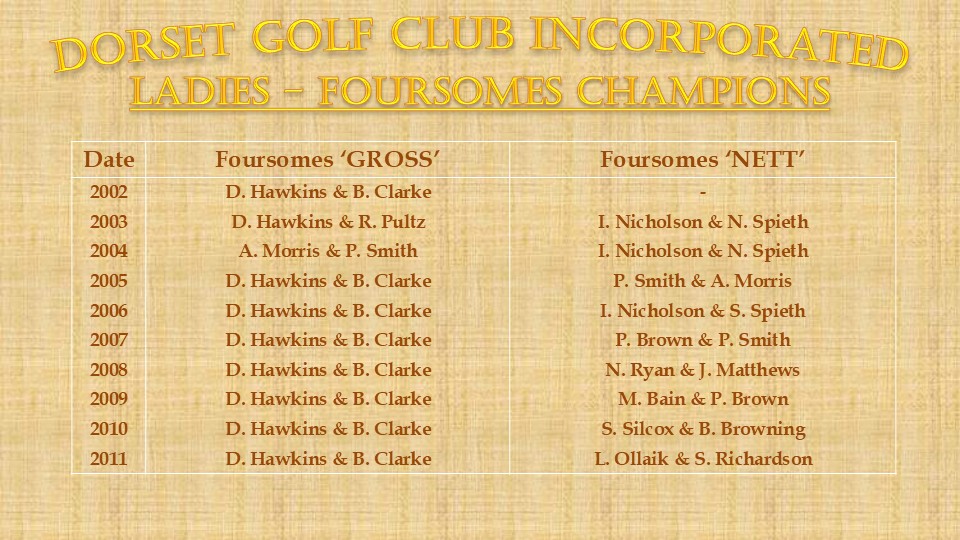 DORSET GOLF CLUB INCORPORATED
LADIES – FOURSOMES CHAMPIONS
Date Foursomes ‘GROSS’ Foursomes ‘NETT’
2002 D. Hawkins & B. Clarke -
2003 D. Hawkins & R. Pultz I. Nicholson & N. Spieth
2004 A. Morris & P. Smith I. Nicholson & N. Spieth
2005 D. Hawkins & B. Clarke P. Smith & A. Morris
2006 D. Hawkins & B. Clarke I. Nicholson & S. Spieth
2007 D. Hawkins & B. Clarke P. Brown & P. Smith
2008 D. Hawkins & B. Clarke N. Ryan & J. Matthews
2009 D. Hawkins & B. Clarke M. Bain & P. Brown
2010 D. Hawkins & B. Clarke S. Silcox & B. Browning
2011 D. Hawkins & B. Clarke L. Ollaik & S. Richardson